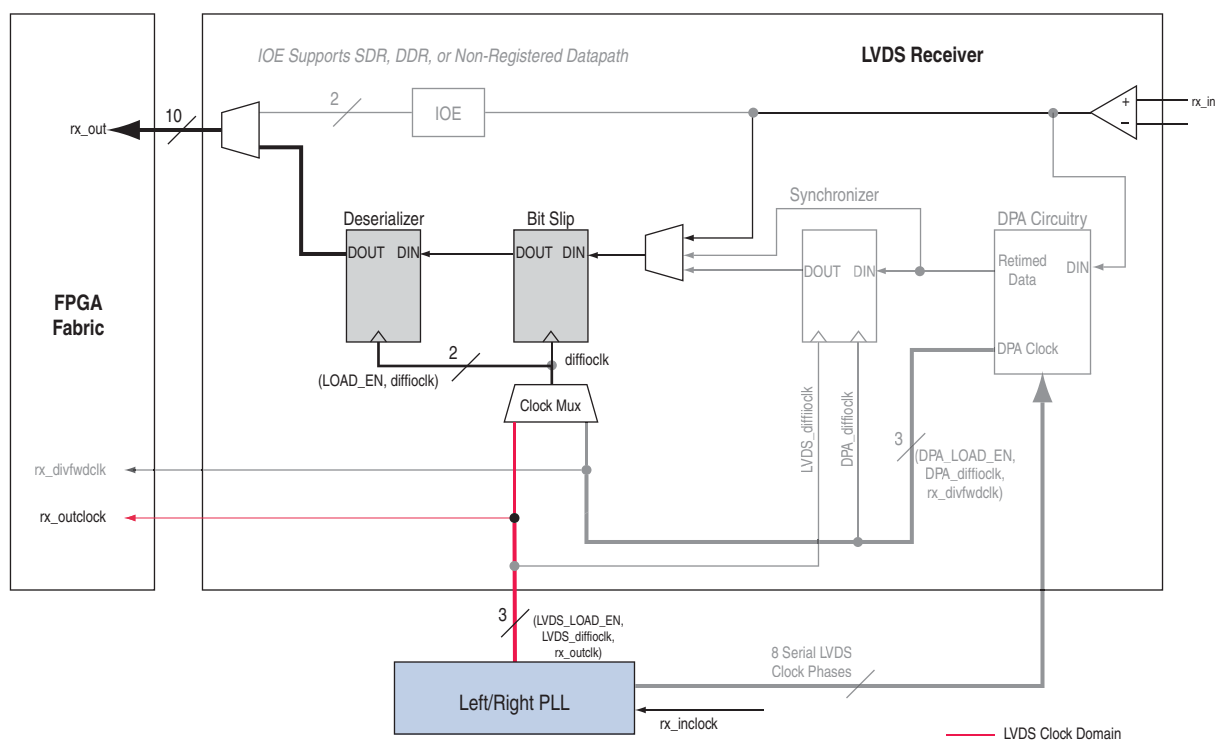 IOE Supports SDR, DDR, or Non-Registered Datapath
LVDS Receiver
2
IOE
+
–
rx_in
10
rx_out
Synchronizer
DPA Circuitry
Deserializer
Bit Slip
DOUT DIN
DOUT DIN
DOUT DIN
Retimed
Data
DIN
FPGA
Fabric
DPA Clock
2
diffioclk
(LOAD_EN, diffioclk)
Clock Mux
LVDS_diffiioclk
DPA_diffioclk
3
(DPA_LOAD_EN,
DPA_diffioclk,
rx_divfwdclk)
rx_divfwdclk
rx_outclock
3
(LVDS_LOAD_EN,
LVDS_diffioclk,
rx_outclk)
8 Serial LVDS
Clock Phases
Left/Right PLL
rx_inclock
LVDS Clock Domain